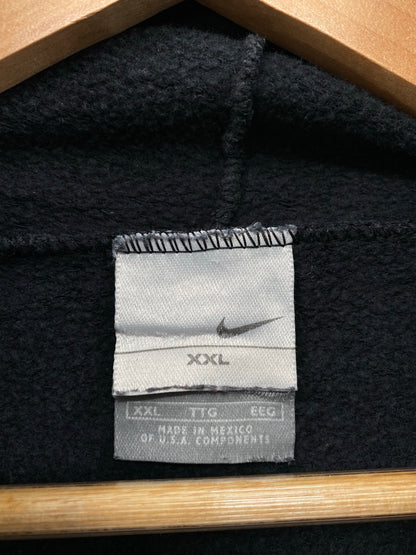 XXL
XXL TTG EEG
MADE IN MEXICO
OF U.S.A. COMPONENTS